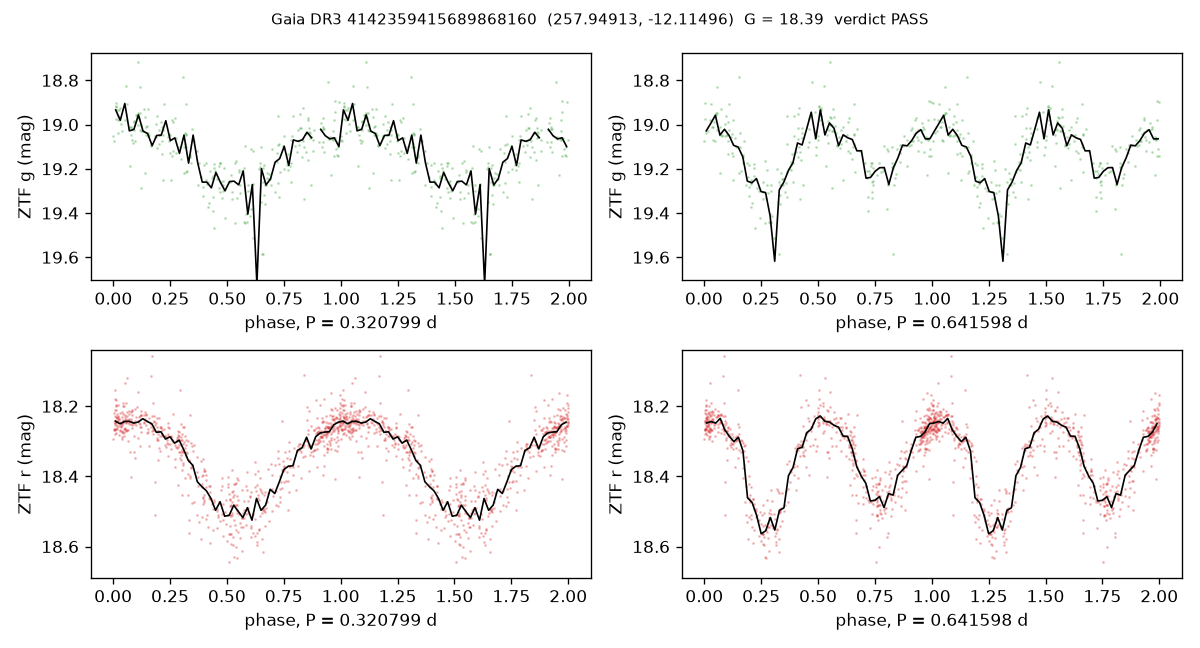 Gaia DR3 4142359415689868160  (257.94913, -12.11496)  G = 18.39  verdict PASS
ZTF g (mag)
18.8
19.0
19.2
19.4
19.6
0.00 0.25 0.50 0.75 1.00 1.25 1.50 1.75 2.00
phase, P = 0.320799 d
ZTF g (mag)
18.8
19.0
19.2
19.4
19.6
0.00 0.25 0.50 0.75 1.00 1.25 1.50 1.75 2.00
phase, P = 0.641598 d
ZTF r (mag)
18.2
18.4
18.6
0.00 0.25 0.50 0.75 1.00 1.25 1.50 1.75 2.00
phase, P = 0.320799 d
ZTF r (mag)
18.2
18.4
18.6
0.00 0.25 0.50 0.75 1.00 1.25 1.50 1.75 2.00
phase, P = 0.641598 d